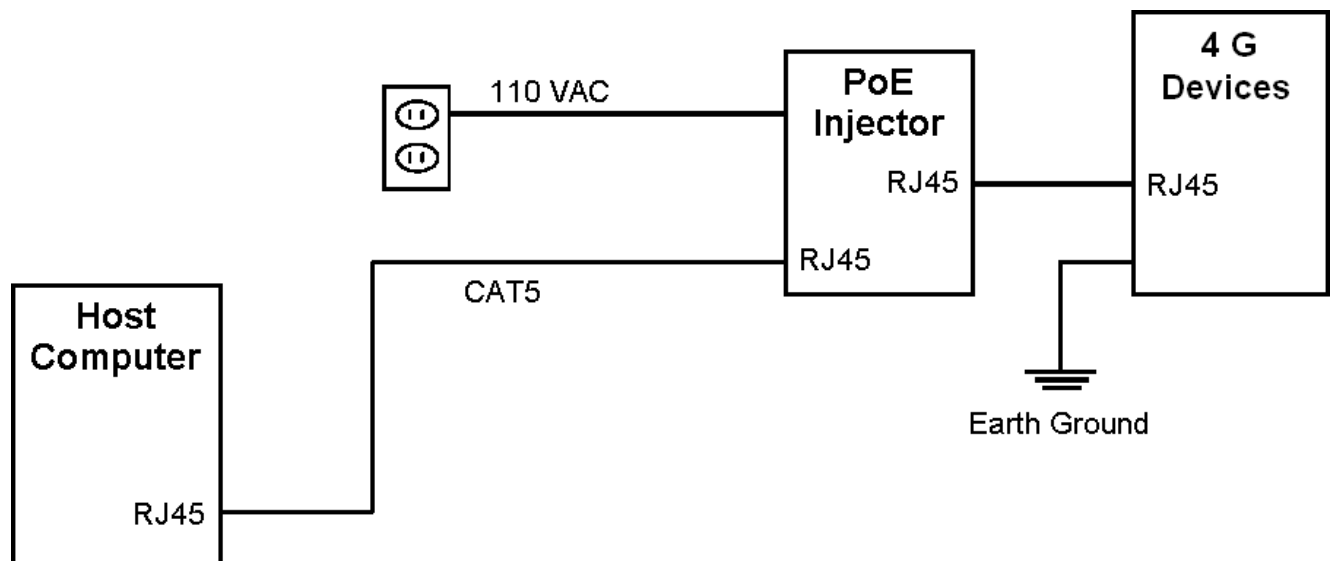 4 G
Devices
110 VAC
PoE
Injector
RJ45
RJ45
RJ45
CAT5
Host
Computer
Earth Ground
RJ45